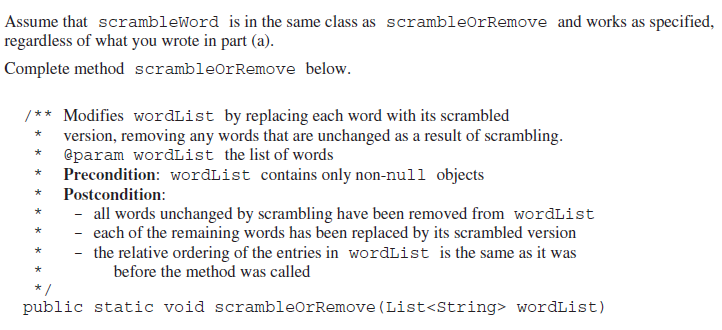 Assume that scrambleWord is in the same class as scrambleOrRemove and works as specified,
regardless of what you wrote in part (a).
Complete method scrambleOrRemove below.
/** Modifies wordList by replacing each word with its scrambled
* version, removing any words that are unchanged as a result of scrambling.
* @param wordList the list of words
* Precondition: wordList contains only non-null objects
* Postcondition:
* - all words unchanged by scrambling have been removed from wordList
* - each of the remaining words has been replaced by its scrambled version
* - the relative ordering of the entries in wordList is the same as it was
* before the method was called
*/
public static void scrambleOrRemove(List<String> wordList)